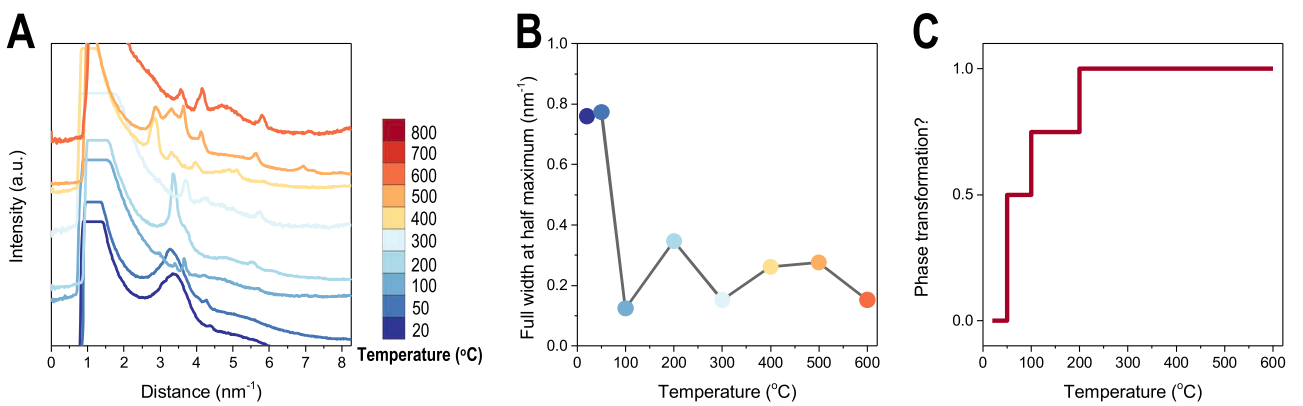 A
Intensity (a.u.)
0 1 2 3 4 5 6 7 8
Distance (nm-1)
800
700
600
500
400
300
200
100
50
20
Temperature (oC)
B
Full width at half maximum (nm-1)
1.0
0.8
0.6
0.4
0.2
0.0
0 100 200 300 400 500 600
Temperature (oC)
C
Phase transformation?
1.0
0.5
0.0
0 100 200 300 400 500 600
Temperature (oC)